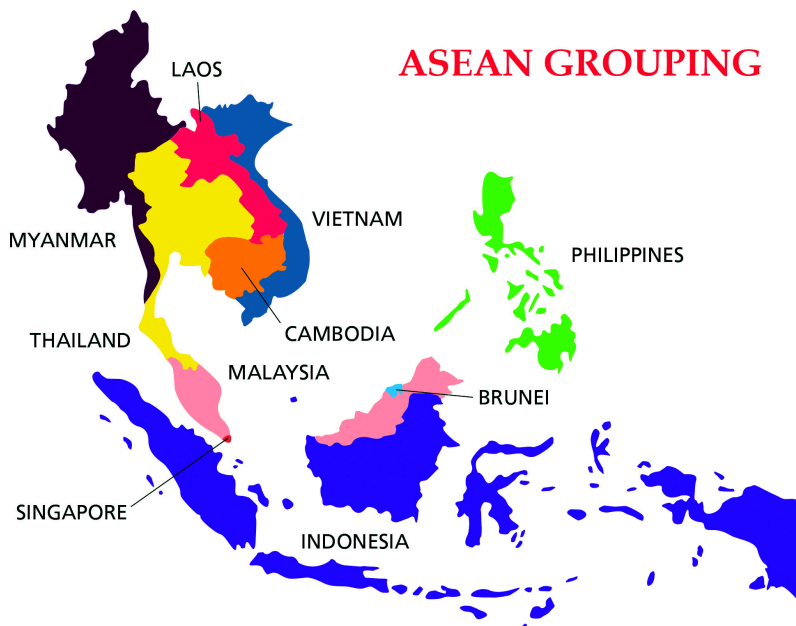 ASEAN GROUPING
LAOS
VIETNAM
MYANMAR
PHILIPPINES
CAMBODIA
THAILAND
MALAYSIA
BRUNEI
SINGAPORE
INDONESIA